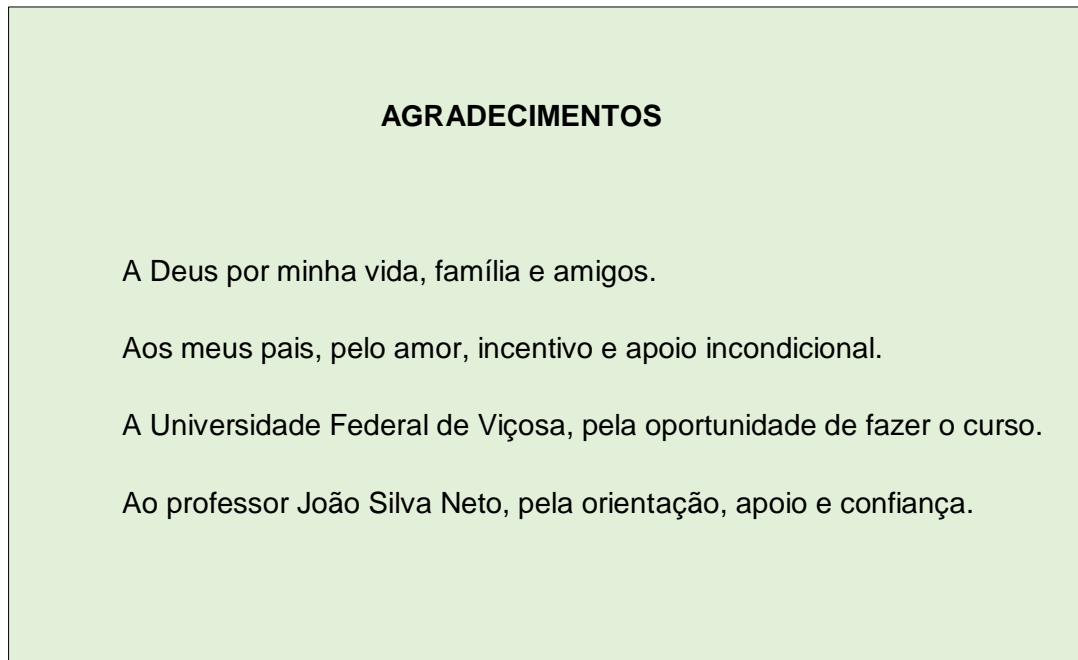 AGRADECIMENTOS
A Deus por minha vida, família e amigos.
Aos meus pais, pelo amor, incentivo e apoio incondicional.
A Universidade Federal de Viçosa, pela oportunidade de fazer o curso.
Ao professor João Silva Neto, pela orientação, apoio e confiança.